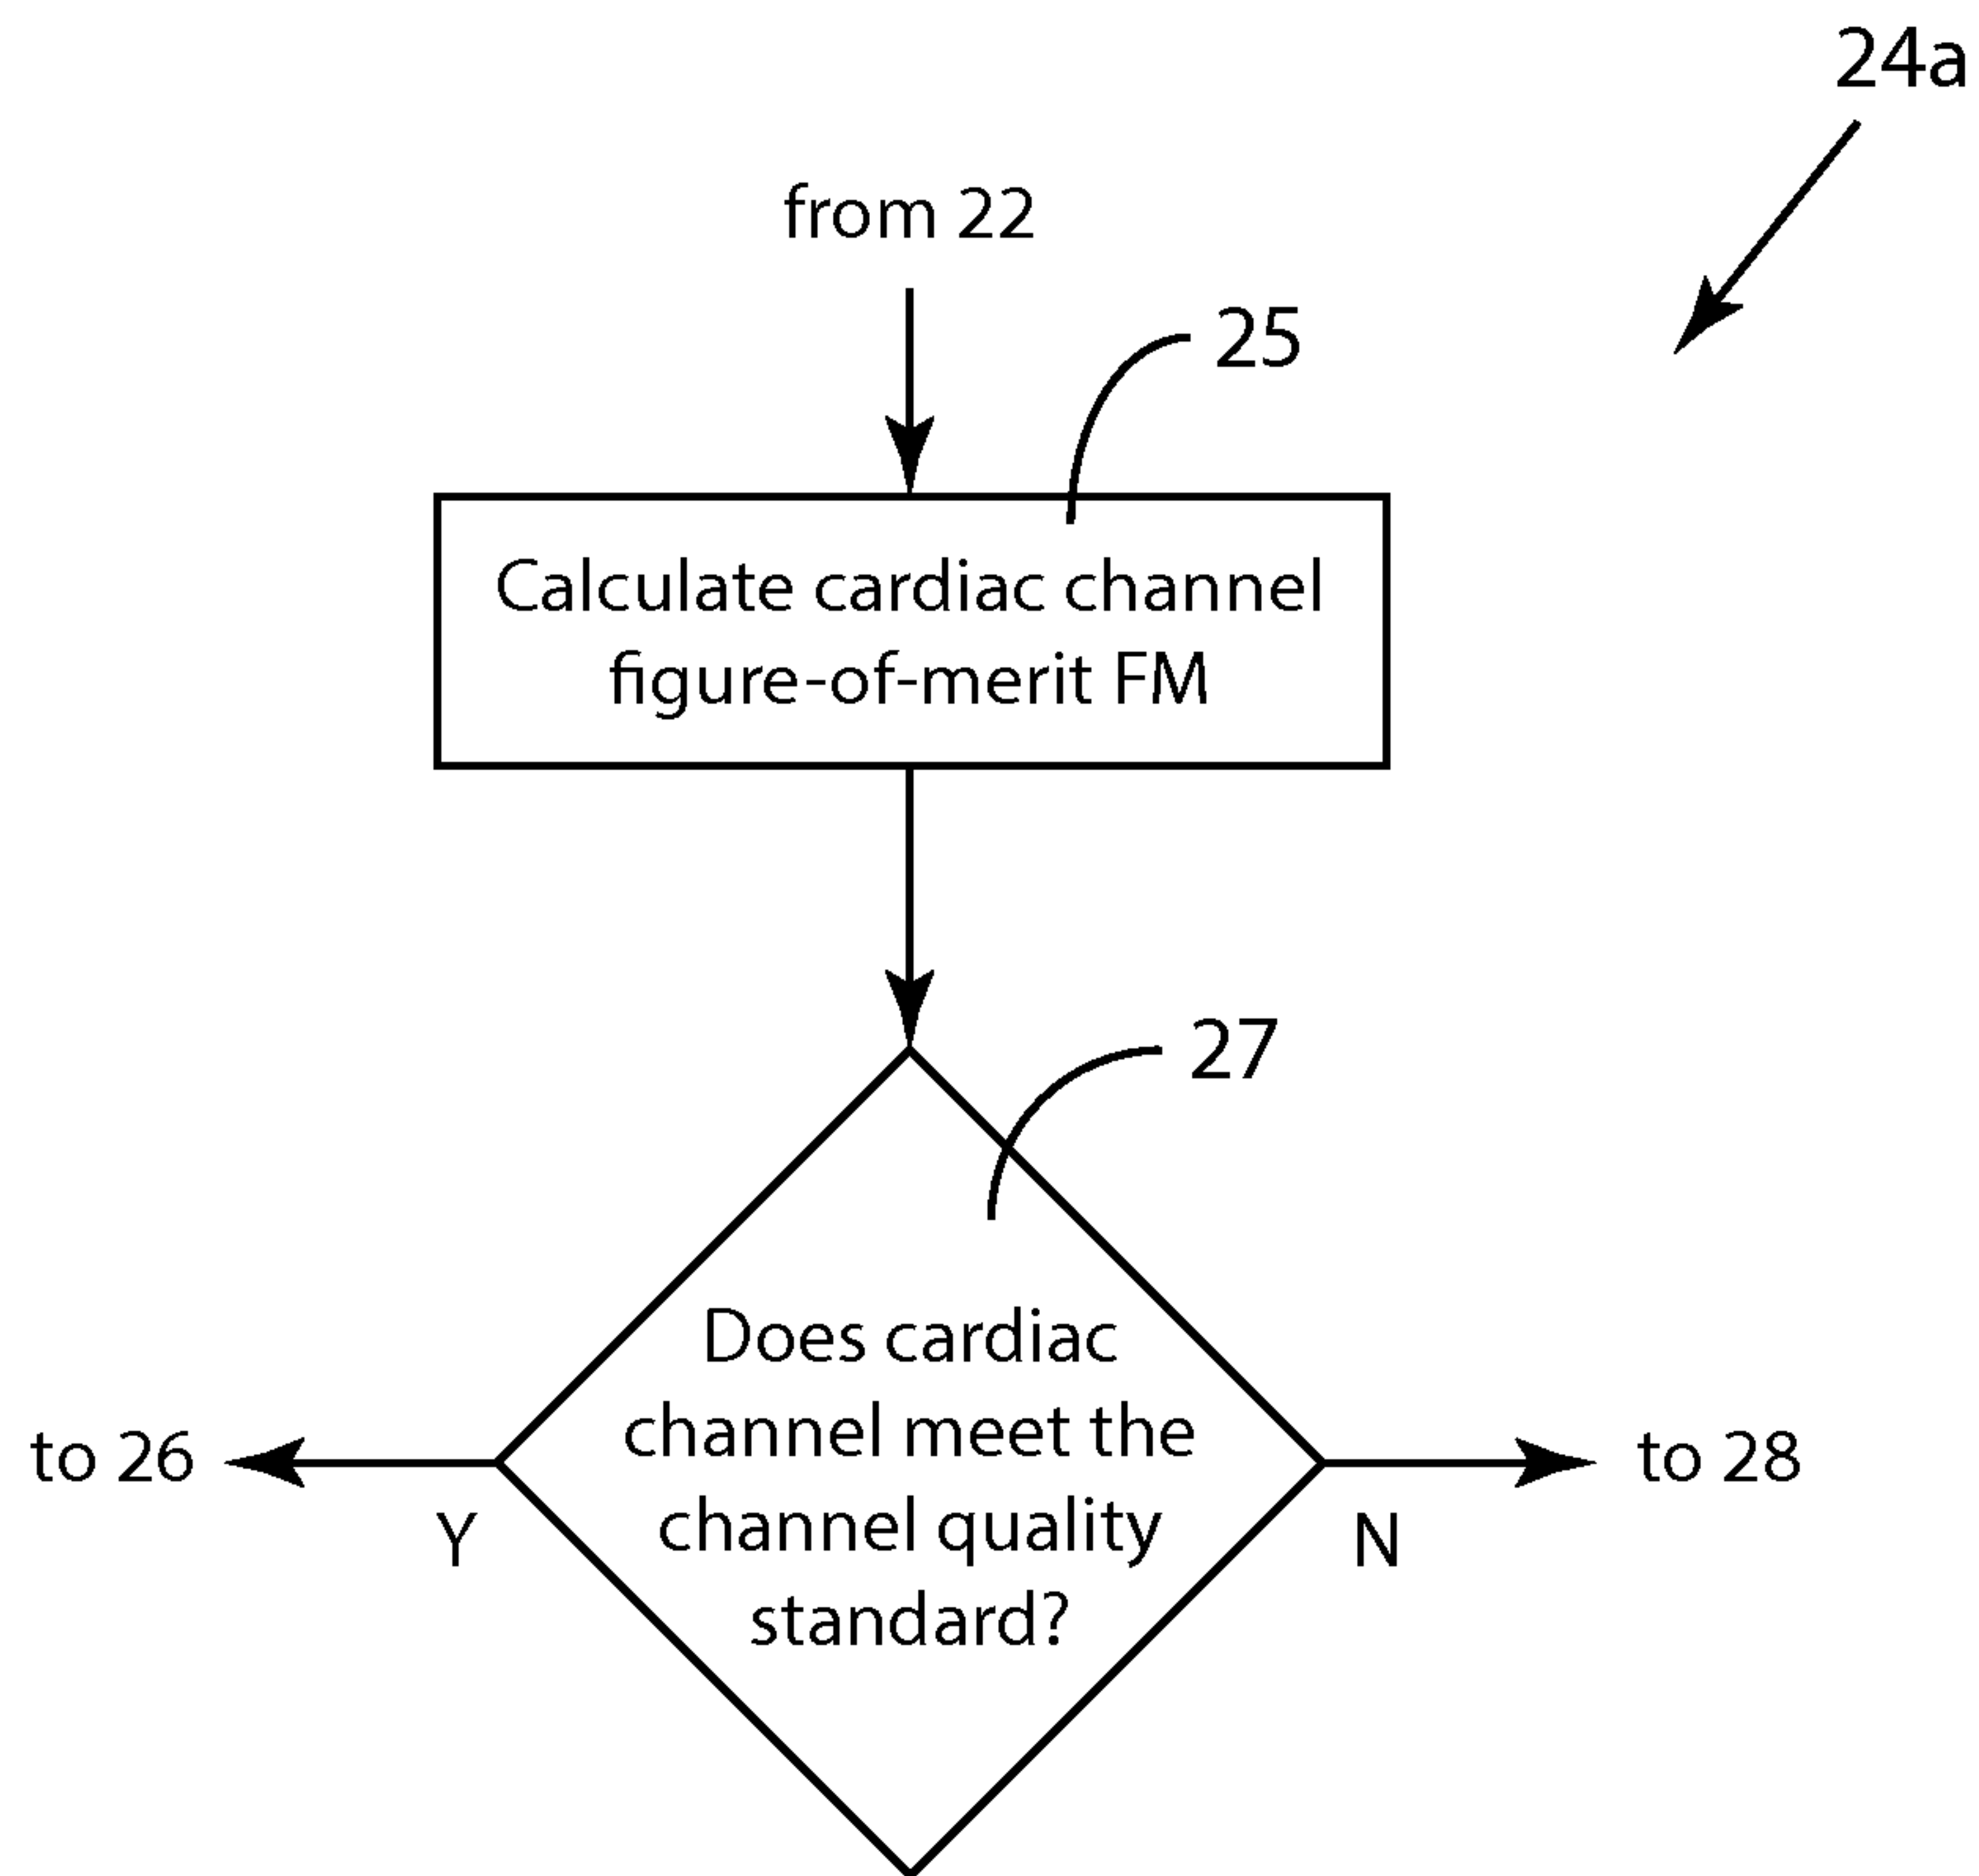 24a
from 22
25
Calculate cardiac channel
figure-of-merit FM
27
Does cardiac
channel meet the
channel quality
standard?
to 26
Y
N
to 28